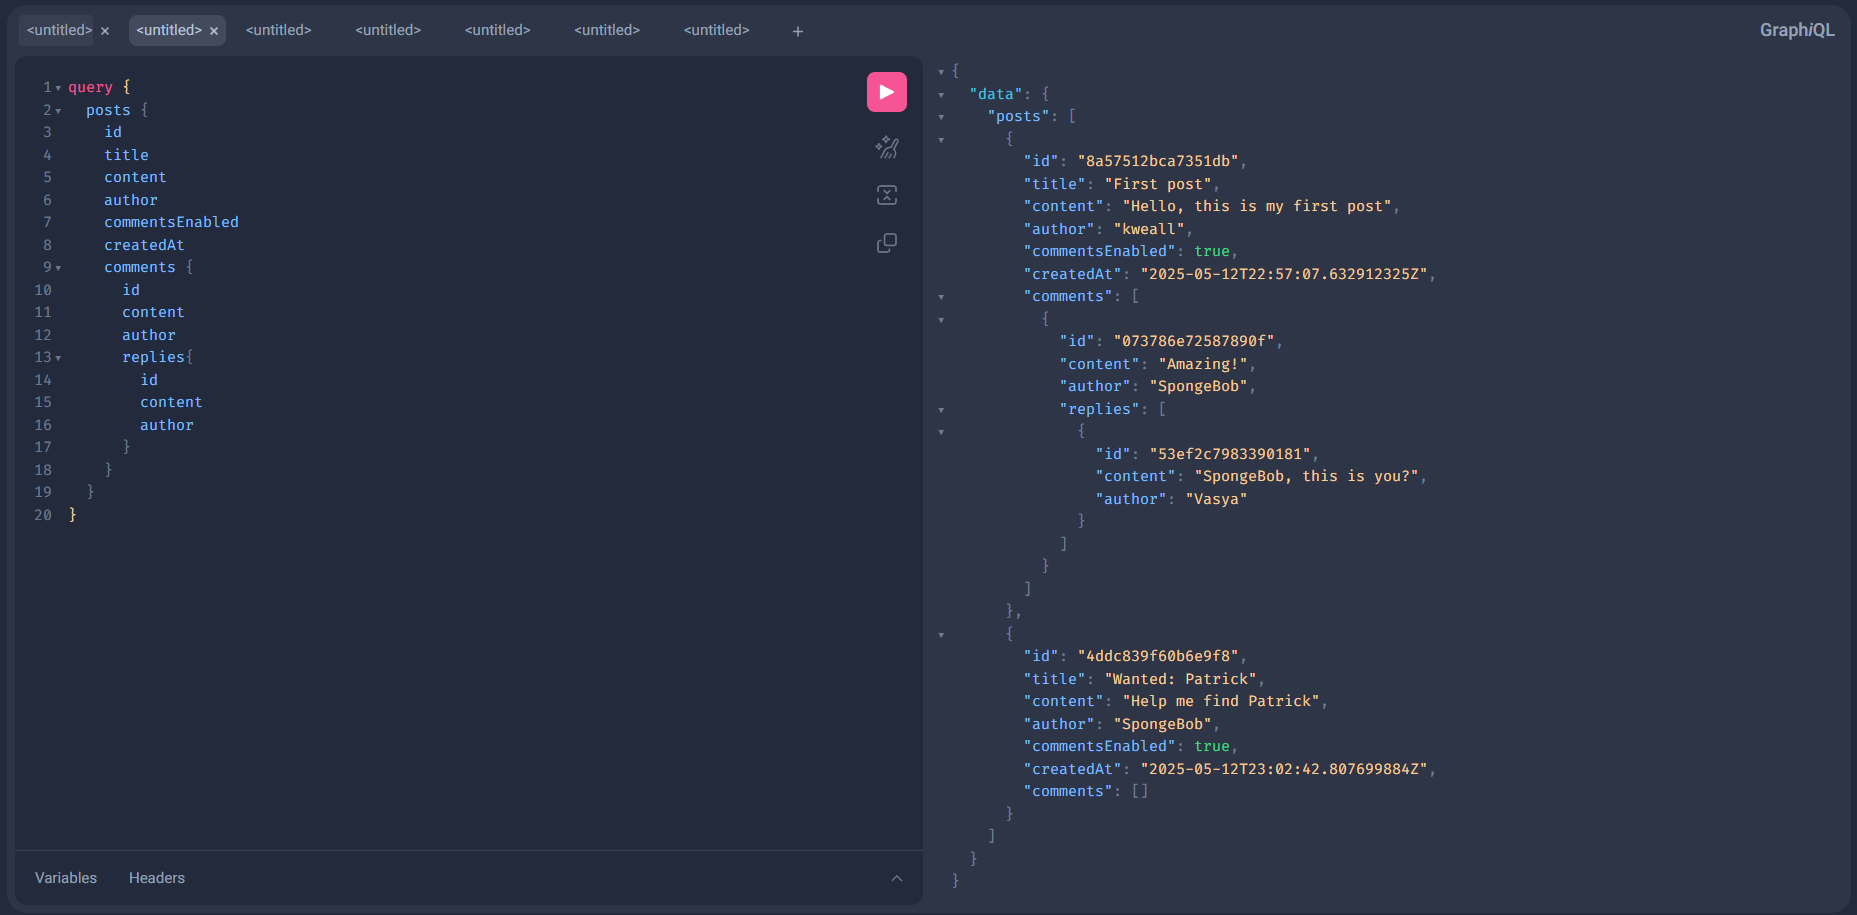 <untitled> × <untitled> × <untitled> <untitled> <untitled> <untitled> <untitled> +
GraphiQL
1 query {
2 posts {
3 id
4 title
5 content
6 author
7 commentsEnabled
8 createdAt
9 comments {
10 id
11 content
12 author
13 replies{
14 id
15 content
16 author
17 }
18 }
19 }
20 }
Variables Headers
{
"data": {
"posts": [
{
"id": "8a57512bca7351db",
"title": "First post",
"content": "Hello, this is my first post",
"author": "kweall",
"commentsEnabled": true,
"createdAt": "2025-05-12T22:57:07.632912325Z",
"comments": [
{
"id": "073786e72587890f",
"content": "Amazing!",
"author": "SpongeBob",
"replies": [
{
"id": "53ef2c7983390181",
"content": "SpongeBob, this is you?",
"author": "Vasya"
}
]
}
]
},
{
"id": "4ddc839f60b6e9f8",
"title": "Wanted: Patrick",
"content": "Help me find Patrick",
"author": "SpongeBob",
"commentsEnabled": true,
"createdAt": "2025-05-12T23:02:42.807699884Z",
"comments": []
}
]
}
}